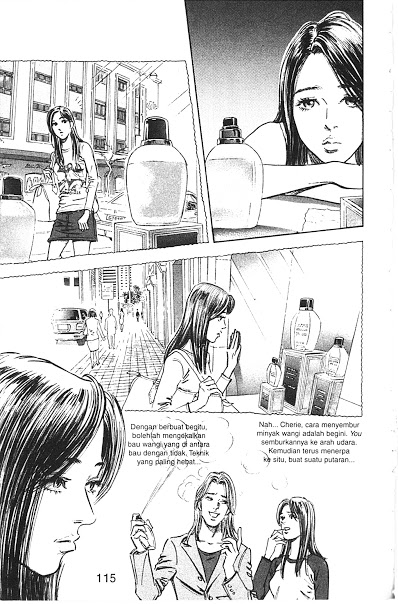 Nah... Cherie, cara menyembur
minyak wangi adalah begini. You
semburkannya ke arah udara.
Kemudian terus menerpa
ke situ, buat suatu putaran...
Dengan berbuat begitu,
bolehlah mengekalkan
bau wangi yang di antara
bau dengan tidak. Teknik
yang paling hebat...
115